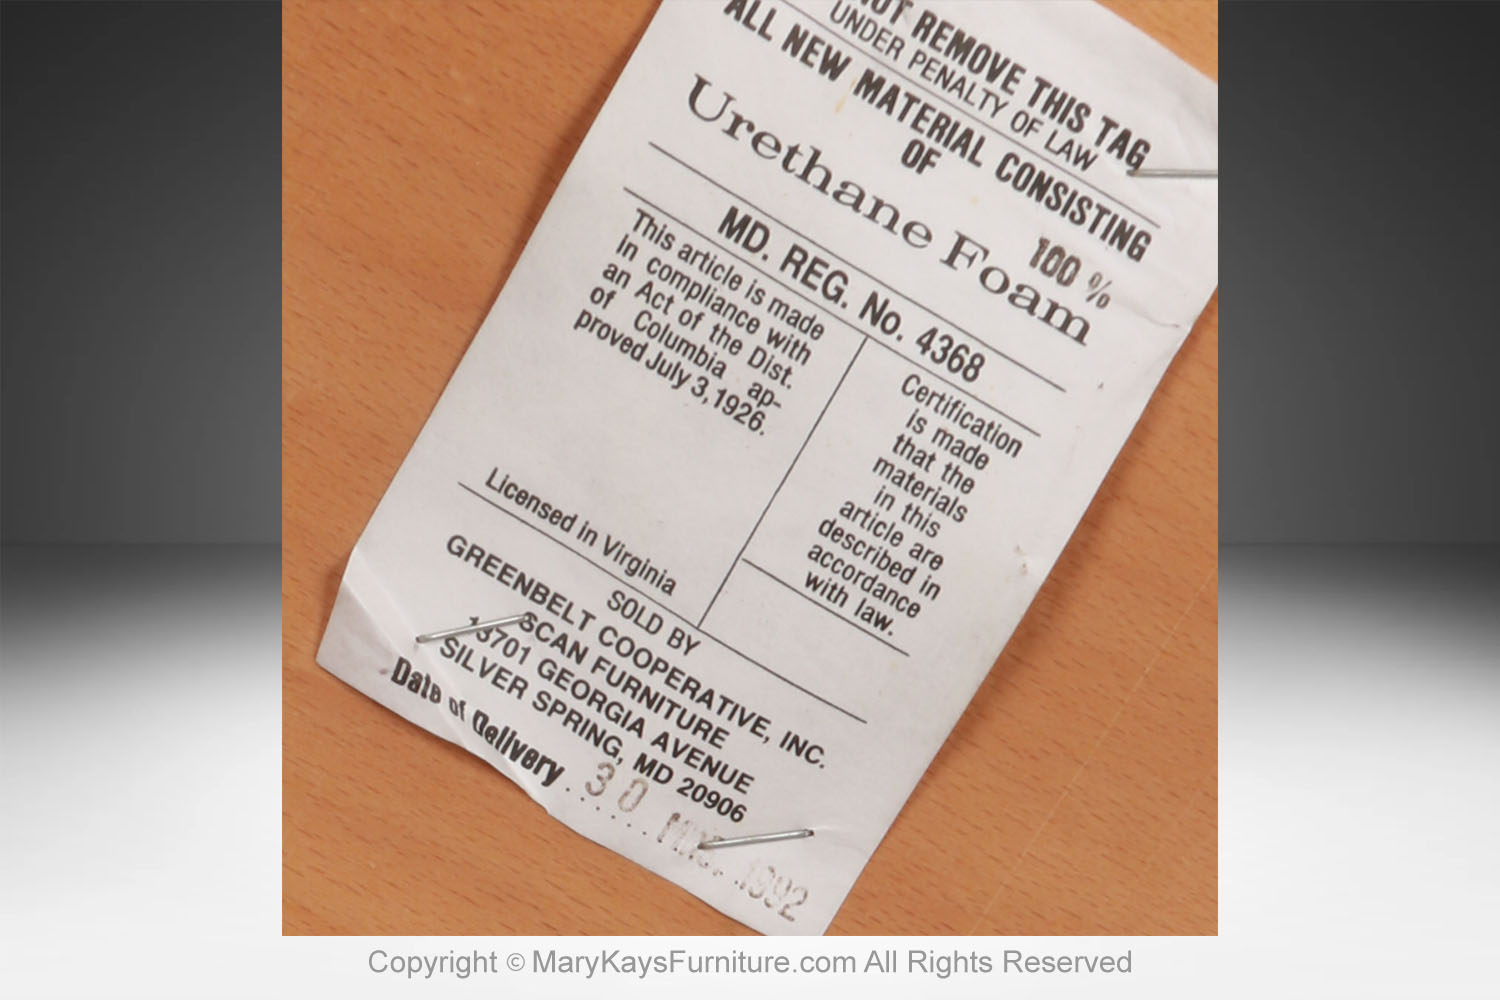 NOT REMOVE THIS TAG
UNDER PENALTY OF LAW
ALL NEW MATERIAL CONSISTING
OF
100 %
Urethane Foam
MD. REG. No. 4368
This article is made
in compliance with
an Act of the Dist.
of Columbia ap-
proved July 3, 1926.
Certification
is made
that the
materials
in this
article are
described in
accordance
with law.
Licensed in Virginia
SOLD BY
GREENBELT COOPERATIVE, INC.
SCAN FURNITURE
13701 GEORGIA AVENUE
SILVER SPRING, MD 20906
Date of Delivery 30 1992
Copyright © MaryKaysFurniture.com All Rights Reserved